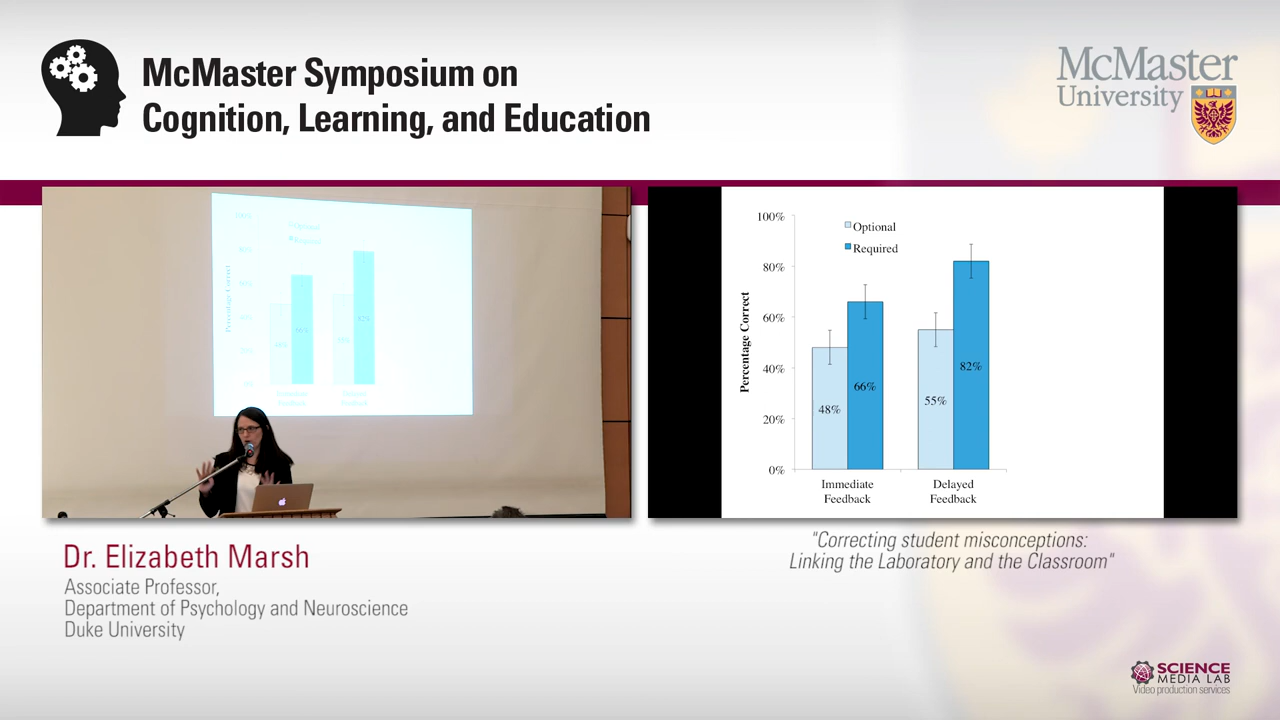 McMaster Symposium on
Cognition, Learning, and Education
McMaster
University
100%
80%
60%
40%
20%
0%
Percentage Correct
Optional
Required
48%
66%
55%
82%
Immediate
Feedback
Delayed
Feedback
Dr. Elizabeth Marsh
Associate Professor,
Department of Psychology and Neuroscience
Duke University
"Correcting student misconceptions:
Linking the Laboratory and the Classroom"
SCIENCE
MEDIA LAB
Video production services